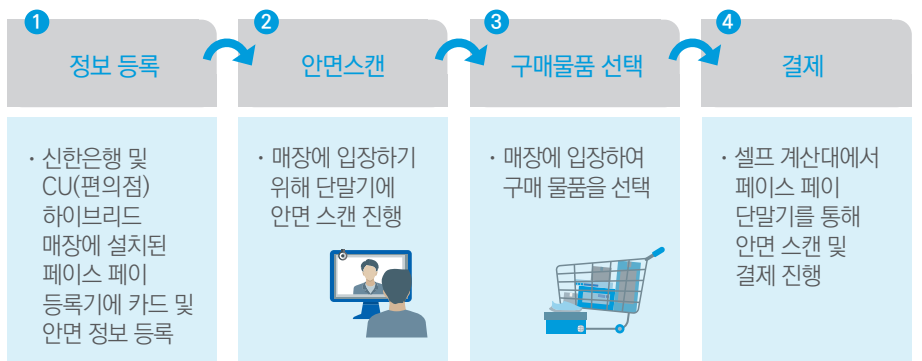 1
정보 등록
· 신한은행 및
CU(편의점)
하이브리드
매장에 설치된
페이스 페이
등록기에 카드 및
안면 정보 등록
2
안면스캔
· 매장에 입장하기
위해 단말기에
안면 스캔 진행
3
구매물품 선택
· 매장에 입장하여
구매 물품을 선택
4
결제
· 셀프 계산대에서
페이스 페이
단말기를 통해
안면 스캔 및
결제 진행